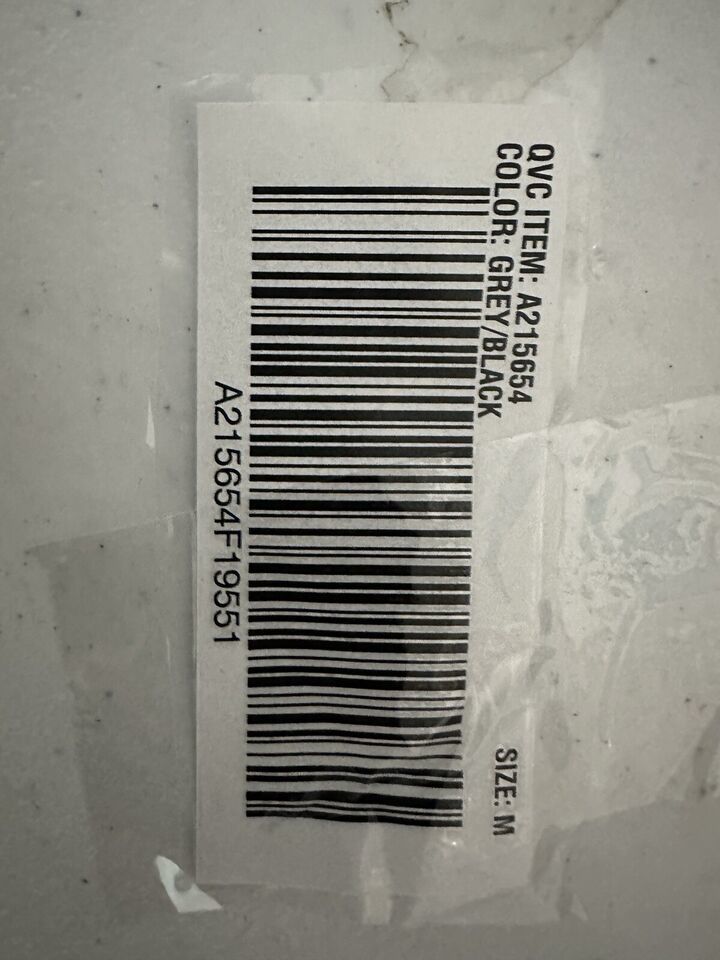 QVC ITEM: A215654
COLOR: GREY/BLACK
SIZE: M
A215654F19551